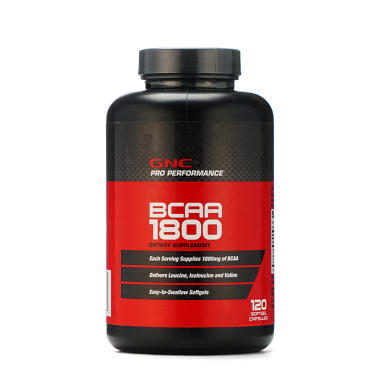 GNC
PRO PERFORMANCE
BCAA
1800
DIETARY SUPPLEMENT
Each Serving Supplies 1800mg of BCAA
Delivers Leucine, Isoleucine and Valine
Easy-to-Swallow Softgels
120
SOFTGEL
CAPSULES